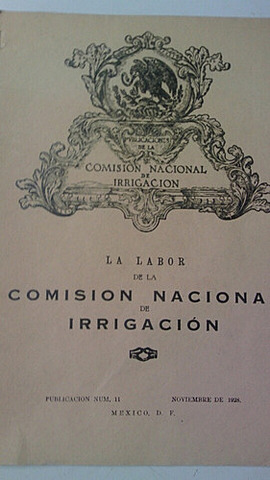 PUBLICACIONES
DE LA
COMISION NACIONAL
DE
IRRIGACION
LA LABOR
DE LA
COMISION NACIONA
DE
IRRIGACIÓN
PUBLICACION NUM. 11 NOVIEMBRE DE 1928.
MEXICO, D. F.